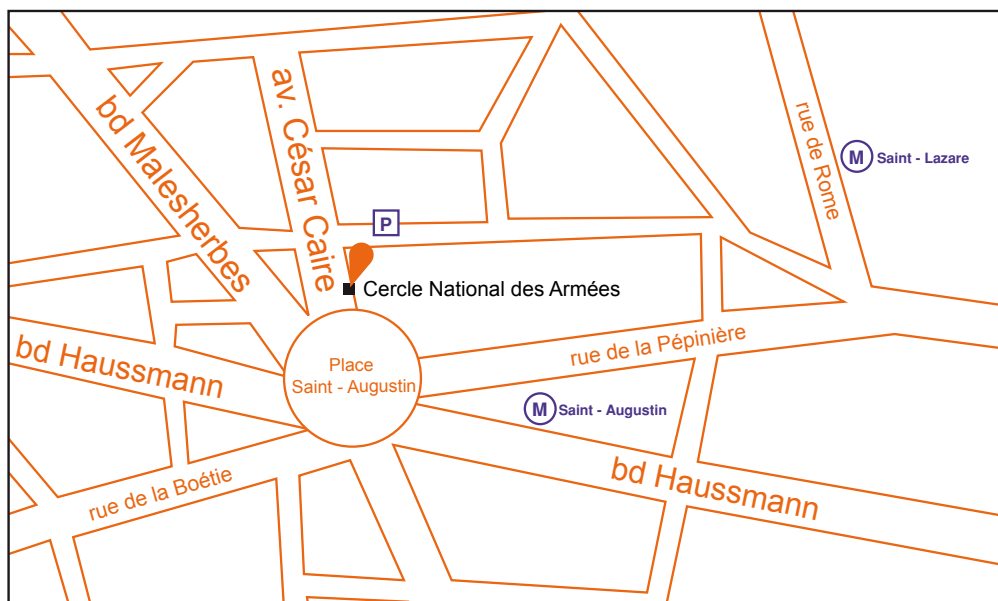 av. César Caire
bd Malesherbes
rue de Rome
M Saint - Lazare
P
Cercle National des Armées
bd Haussmann
Place
Saint - Augustin
rue de la Pépinière
M Saint - Augustin
rue de la Boétie
bd Haussmann